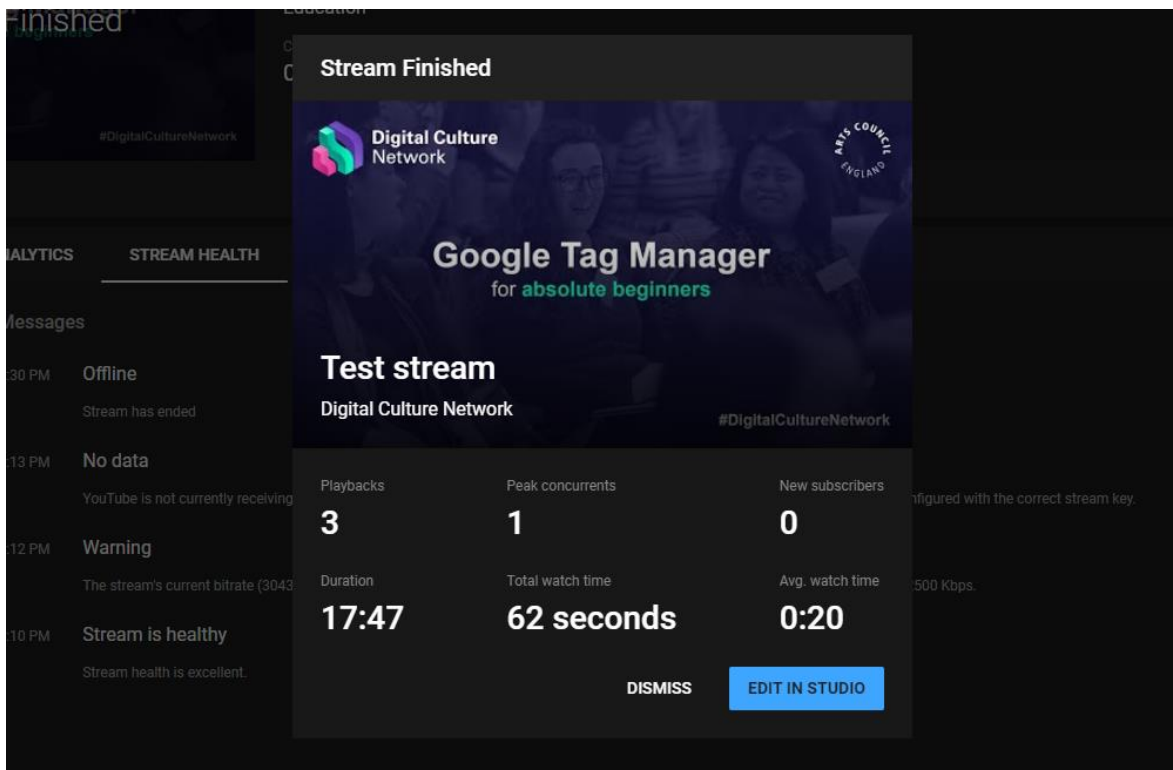 Finished
Education
#DigitalCultureNetwork
Stream Finished
Digital Culture
Network
ARTS COUNCIL
ENGLAND
Google Tag Manager
for absolute beginners
Test stream
Digital Culture Network
#DigitalCultureNetwork
STREAM HEALTH
Messages
:30 PM Offline
Stream has ended
:13 PM No data
YouTube is not currently receiving
nfigured with the correct stream key.
:12 PM Warning
The stream's current bitrate (3043
500 Kbps.
:10 PM Stream is healthy
Stream health is excellent.
Playbacks Peak concurrents New subscribers
3 1 0
Duration Total watch time Avg. watch time
17:47 62 seconds 0:20
DISMISS EDIT IN STUDIO